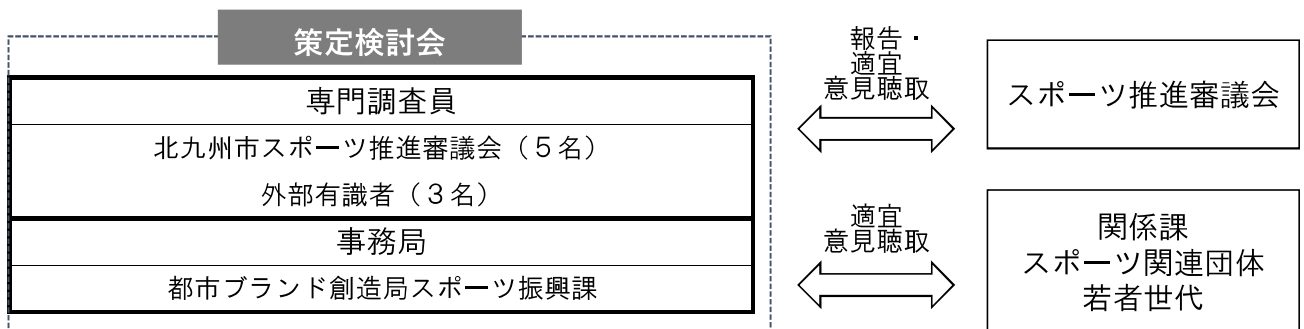 策定検討会
専門調査員
北九州市スポーツ推進審議会（５名）
外部有識者（３名）
事務局
都市ブランド創造局スポーツ振興課
報告・
適宜
意見聴取
スポーツ推進審議会
適宜
意見聴取
関係課
スポーツ関連団体
若者世代